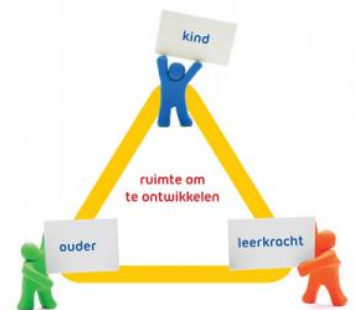 kind
ruimte om
te ontwikkelen
ouder
leerkracht